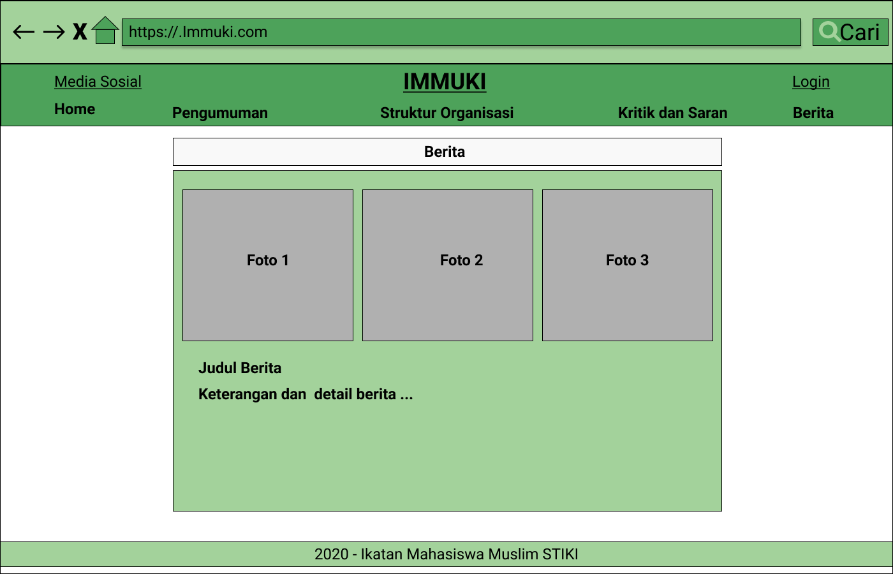 X https://.Immuki.com Cari
Media Sosial IMMUKI Login
Home Pengumuman Struktur Organisasi Kritik dan Saran Berita
Berita
Foto 1 Foto 2 Foto 3
Judul Berita
Keterangan dan  detail berita ...
2020 - Ikatan Mahasiswa Muslim STIKI